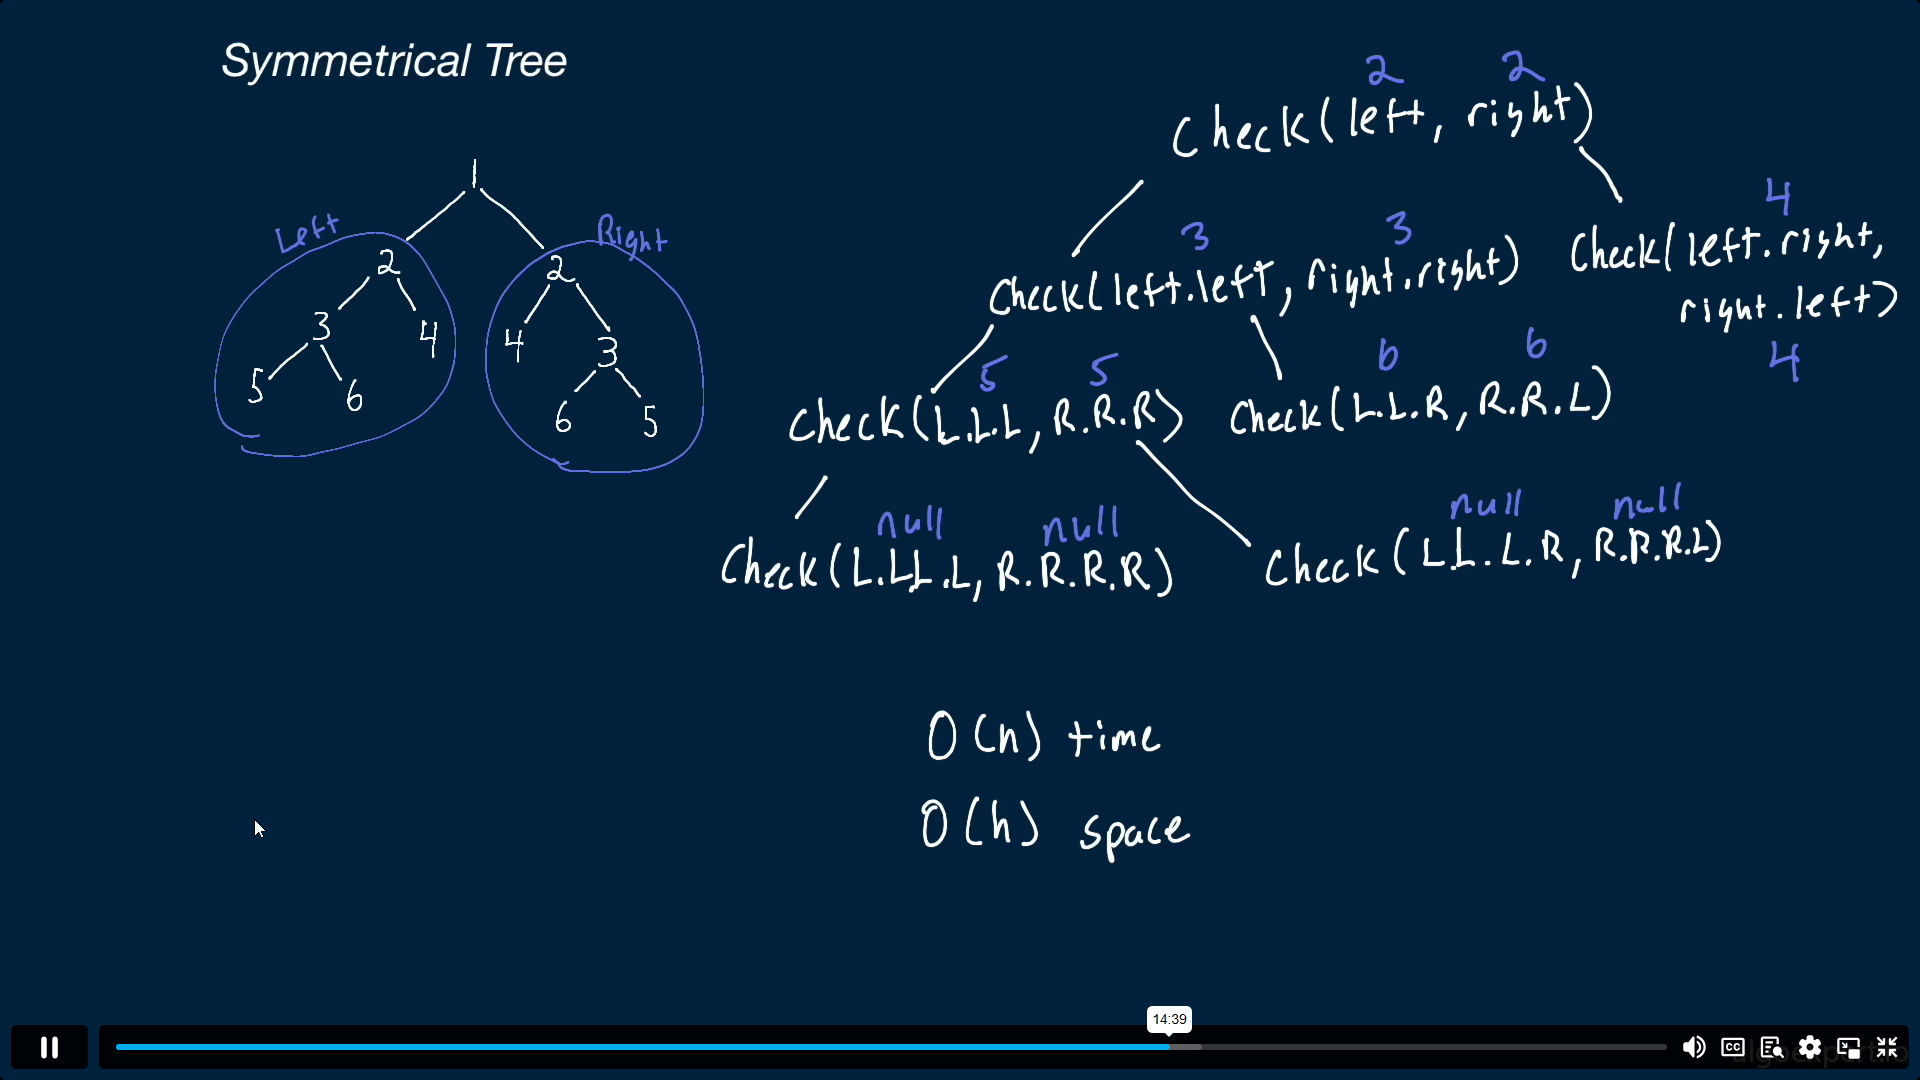 Symmetrical Tree
1
Left
Right
2 2
3 4 4 3
5 6 6 5
2 2
Check(left, right)
3 3
Check(left.left, right.right)
4
Check(left.right,
right.left)
4
5 5
Check(L.L.L, R.R.R)
6 6
Check(L.L.R, R.R.L)
null null
Check(L.L.L.L, R.R.R.R)
null null
Check(L.L.L.R, R.R.R.L)
O(n) time
O(h) space
14:39
CC